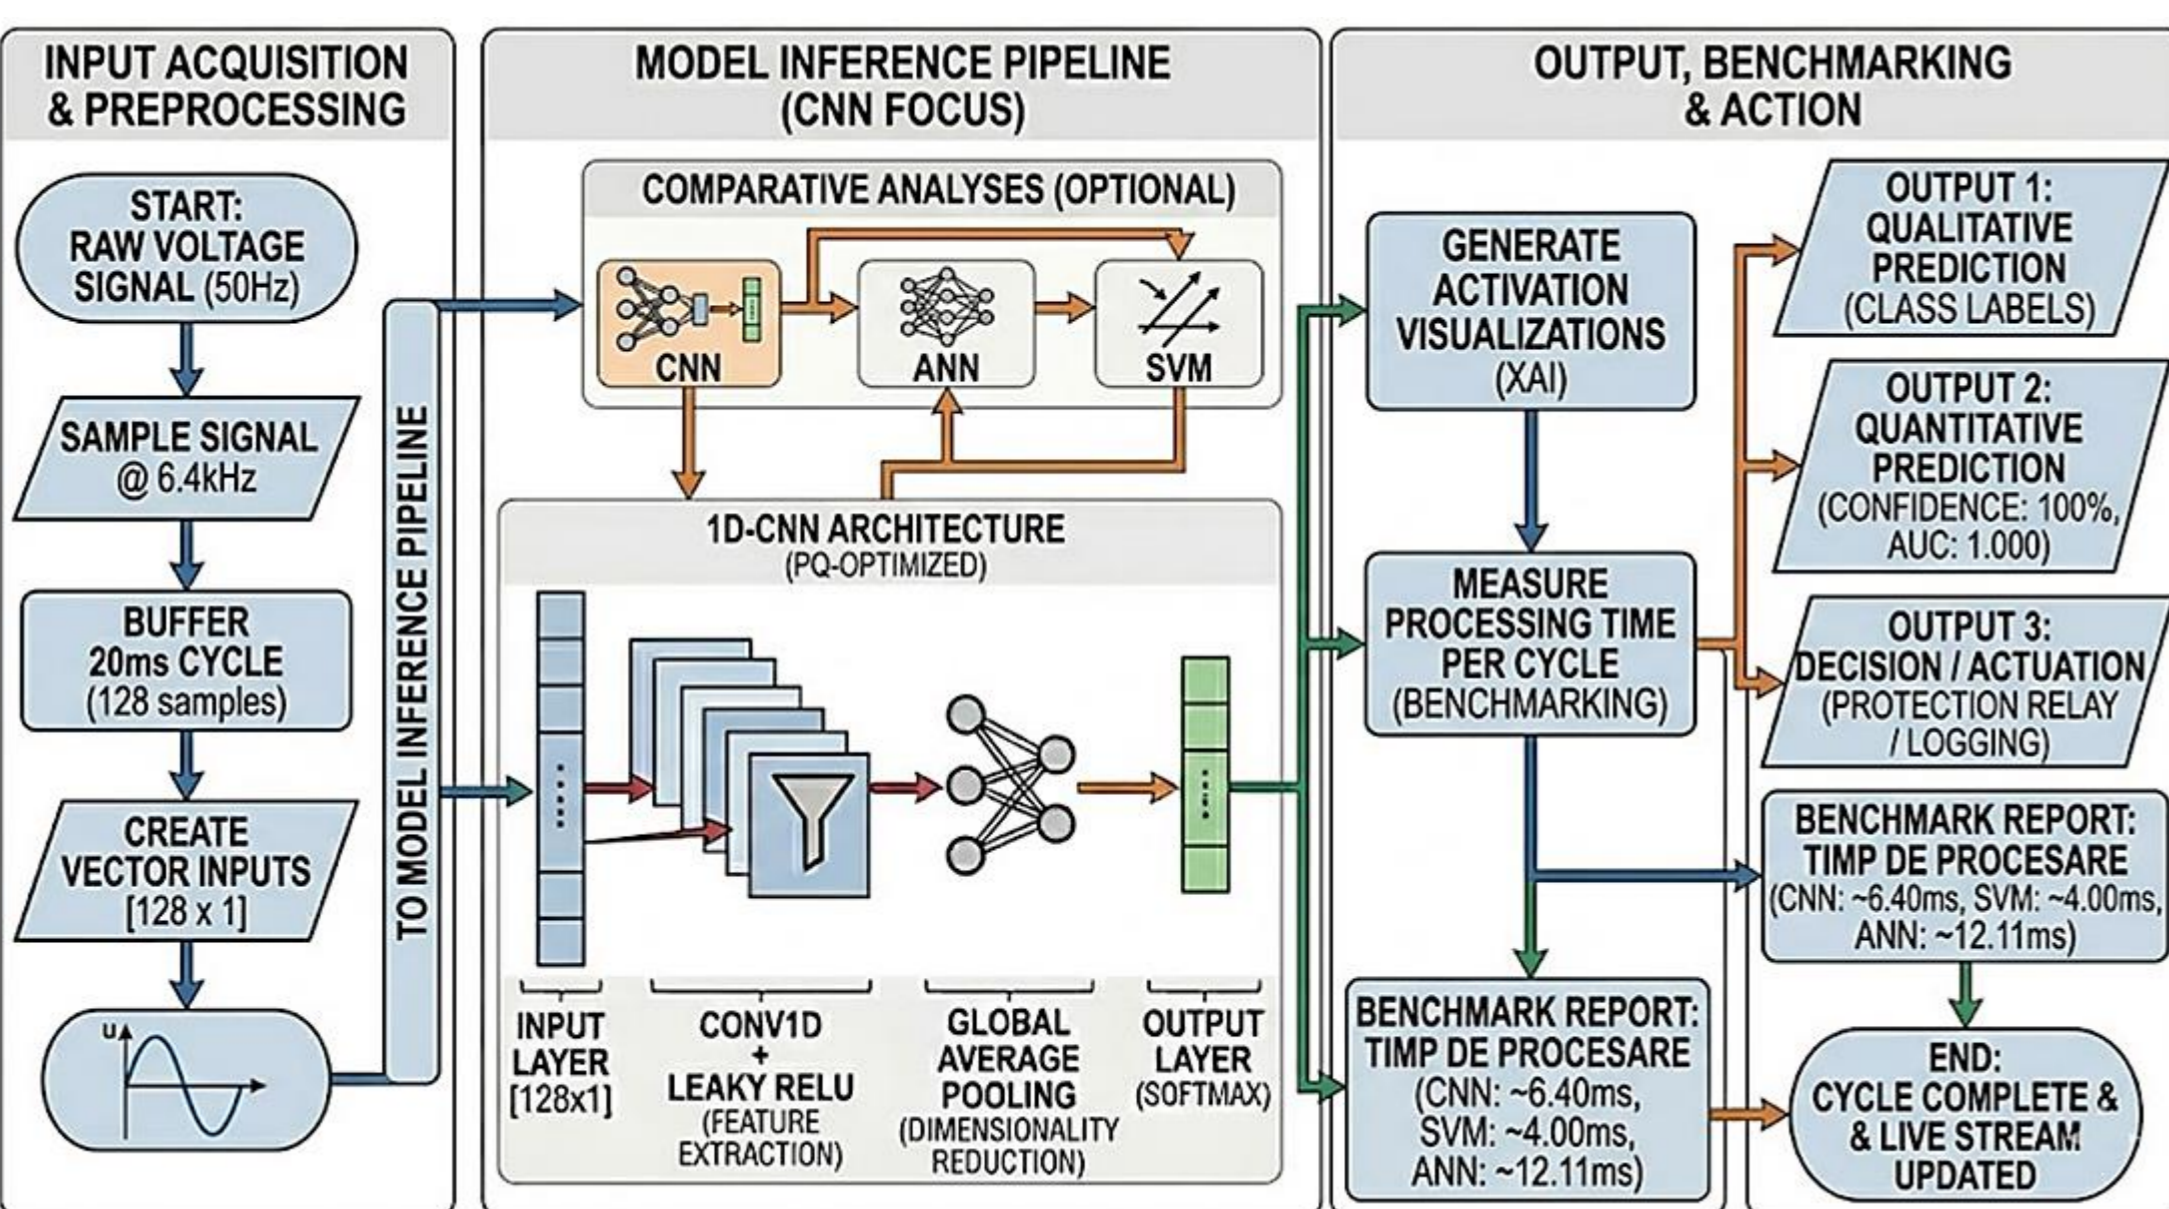 INPUT ACQUISITION
& PREPROCESSING
START:
RAW VOLTAGE
SIGNAL (50Hz)
SAMPLE SIGNAL
@ 6.4kHz
BUFFER
20ms CYCLE
(128 samples)
CREATE
VECTOR INPUTS
[128 x 1]
U
TO MODEL INFERENCE PIPELINE
MODEL INFERENCE PIPELINE
(CNN FOCUS)
COMPARATIVE ANALYSES (OPTIONAL)
CNN
ANN
SVM
1D-CNN ARCHITECTURE
(PQ-OPTIMIZED)
INPUT
LAYER
[128x1]
CONV1D
+
LEAKY RELU
(FEATURE
EXTRACTION)
GLOBAL
AVERAGE
POOLING
(DIMENSIONALITY
REDUCTION)
OUTPUT
LAYER
(SOFTMAX)
OUTPUT, BENCHMARKING
& ACTION
GENERATE
ACTIVATION
VISUALIZATIONS
(XAI)
MEASURE
PROCESSING TIME
PER CYCLE
(BENCHMARKING)
BENCHMARK REPORT:
TIMP DE PROCESARE
(CNN: ~6.40ms,
SVM: ~4.00ms,
ANN: ~12.11ms)
OUTPUT 1:
QUALITATIVE
PREDICTION
(CLASS LABELS)
OUTPUT 2:
QUANTITATIVE
PREDICTION
(CONFIDENCE: 100%,
AUC: 1.000)
OUTPUT 3:
DECISION / ACTUATION
(PROTECTION RELAY
/ LOGGING)
BENCHMARK REPORT:
TIMP DE PROCESARE
(CNN: ~6.40ms, SVM: ~4.00ms,
ANN: ~12.11ms)
END:
CYCLE COMPLETE &
& LIVE STREAM
UPDATED